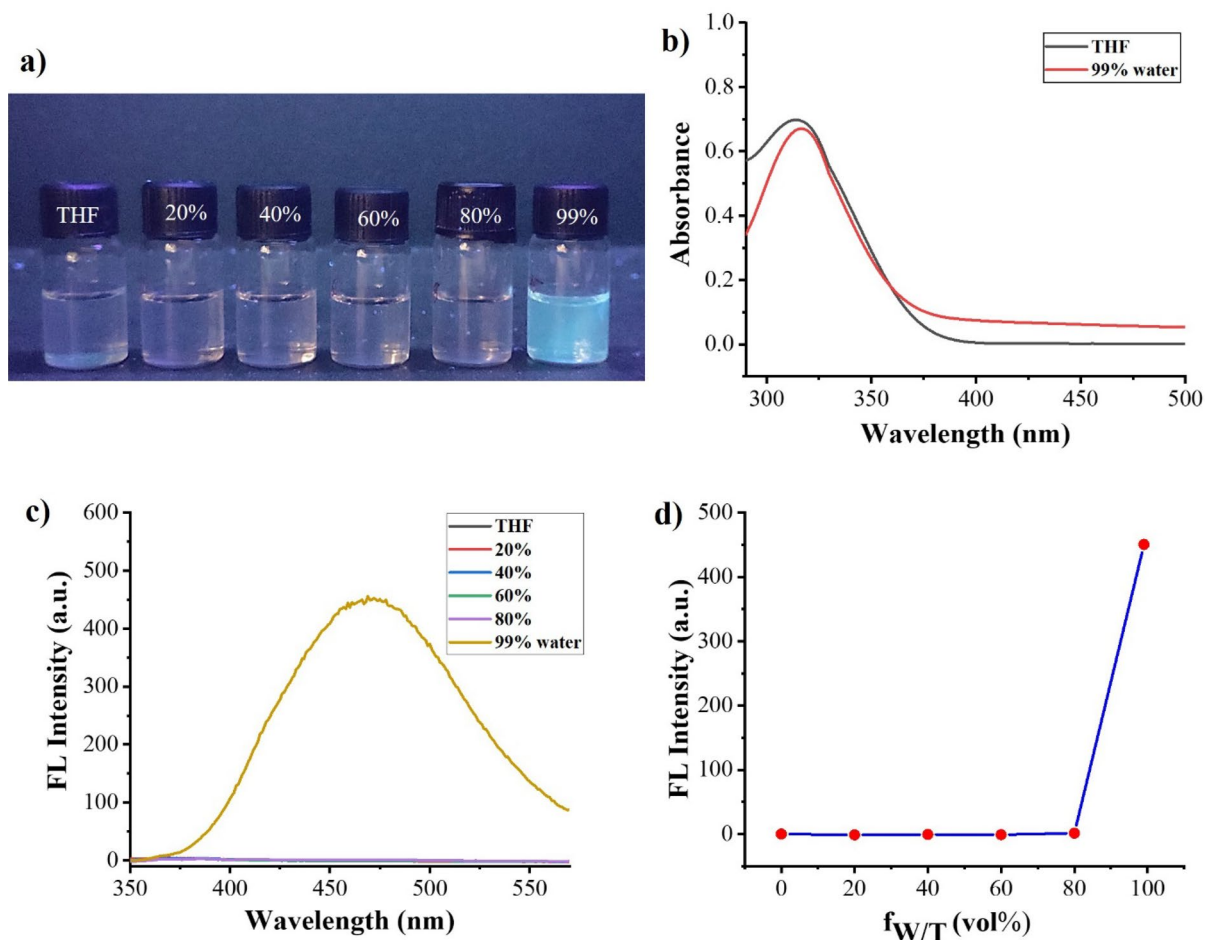 a)
THF
20%
40%
60%
80%
99%
b)
1.0
0.8
0.6
0.4
0.2
0.0
Absorbance
300
350
400
450
500
Wavelength (nm)
THF
99% water
c)
600
500
400
300
200
100
0
FL Intensity (a.u.)
350
400
450
500
550
Wavelength (nm)
THF
20%
40%
60%
80%
99% water
d)
500
400
300
200
100
0
FL Intensity (a.u.)
0
20
40
60
80
100
fW/T (vol%)